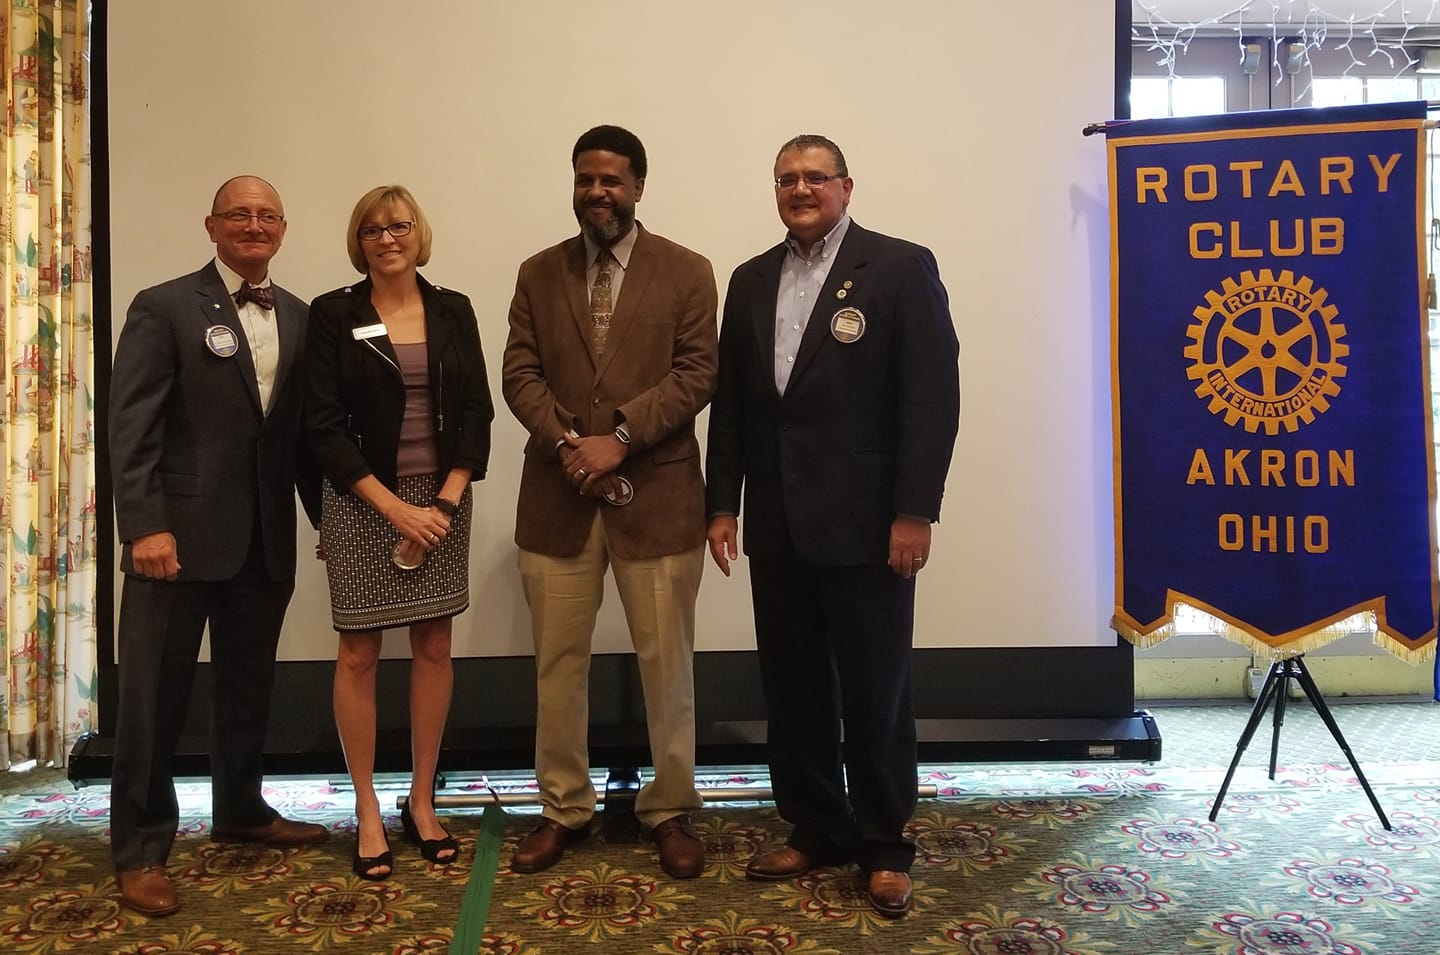 ROTARY
CLUB
ROTARY
INTERNATIONAL
AKRON
OHIO